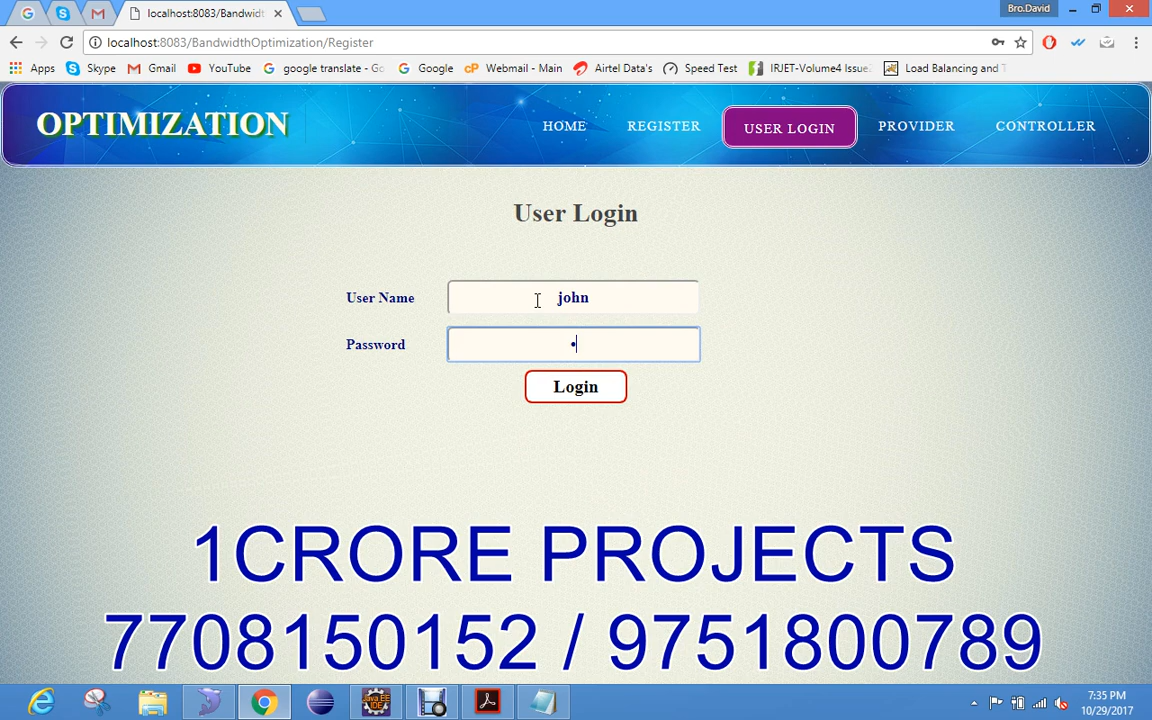 Bro.David
localhost:8083/Bandwidt
localhost:8083/BandwidthOptimization/Register
Apps Skype Gmail YouTube google translate - Go Google Webmail - Main Airtel Data's Speed Test IRJET-Volume4 Issue Load Balancing and
OPTIMIZATION
HOME REGISTER USER LOGIN PROVIDER CONTROLLER
User Login
User Name john
Password
Login
1CRORE PROJECTS
7708150152 / 9751800789
7:35 PM
10/29/2017